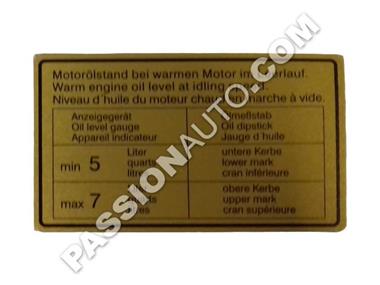 Motorölstand bei warmen Motor im
Warm engine oil level at idling
Niveau d'huile du moteur chaud en marche à vide.
Anzeigegerät
Oil level gauge
Appareil indicateur
Oil dipstick
Jauge d'huile
min 5
Liter
quarts
untere Kerbe
lower mark
cran inférieure
max 7
obere Kerbe
upper mark
cran supérieure
PASSIONAUTO.COM